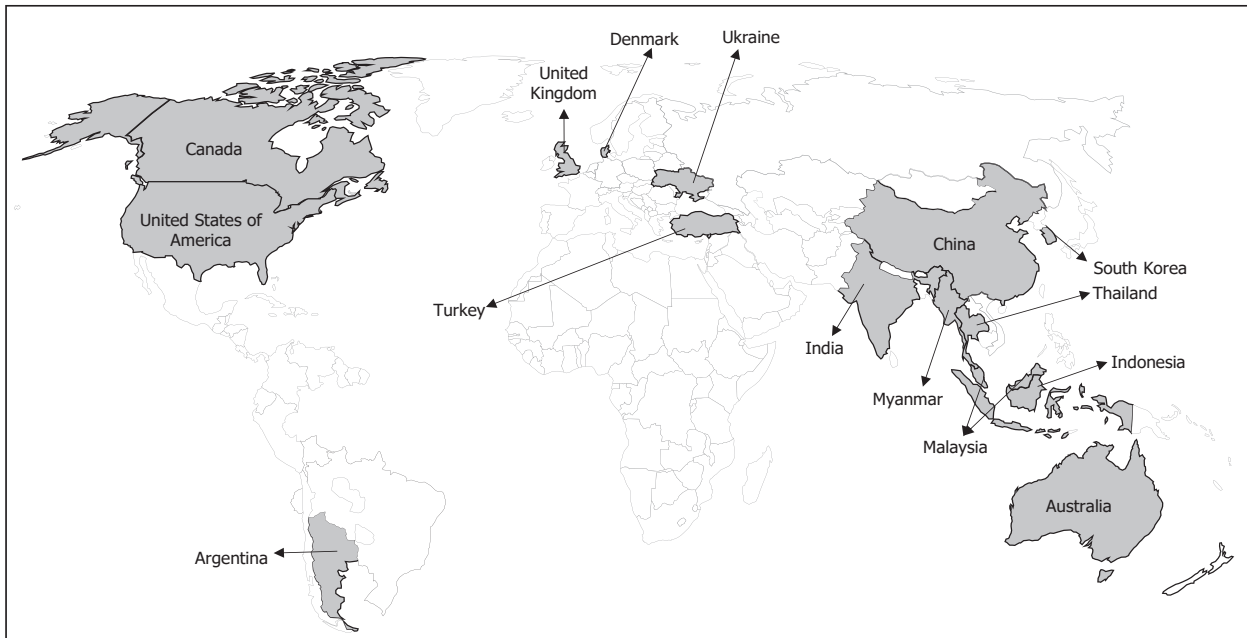 Denmark
Ukraine
United
Kingdom
Canada
United States of
America
China
South Korea
Turkey
Thailand
India
Indonesia
Myanmar
Malaysia
Australia
Argentina